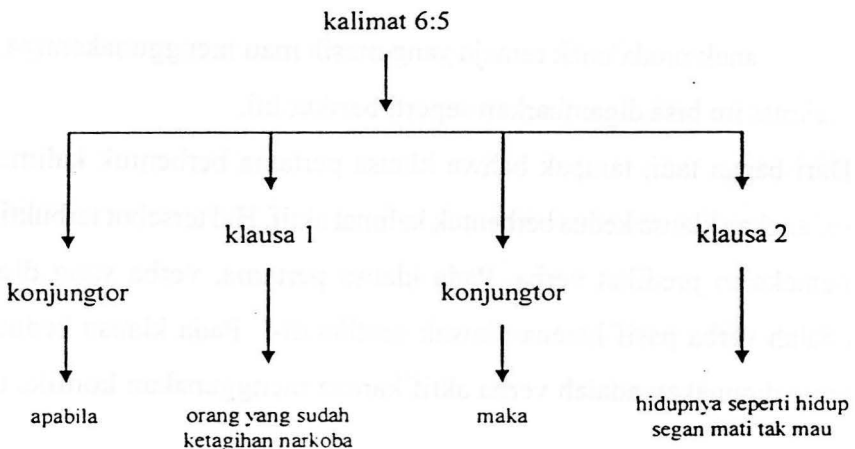 kalimat 6:5
klausa 1
klausa 2
konjungtor
konjungtor
apabila
orang yang sudah
ketagihan narkoba
maka
hidupnya seperti hidup
segan mati tak mau